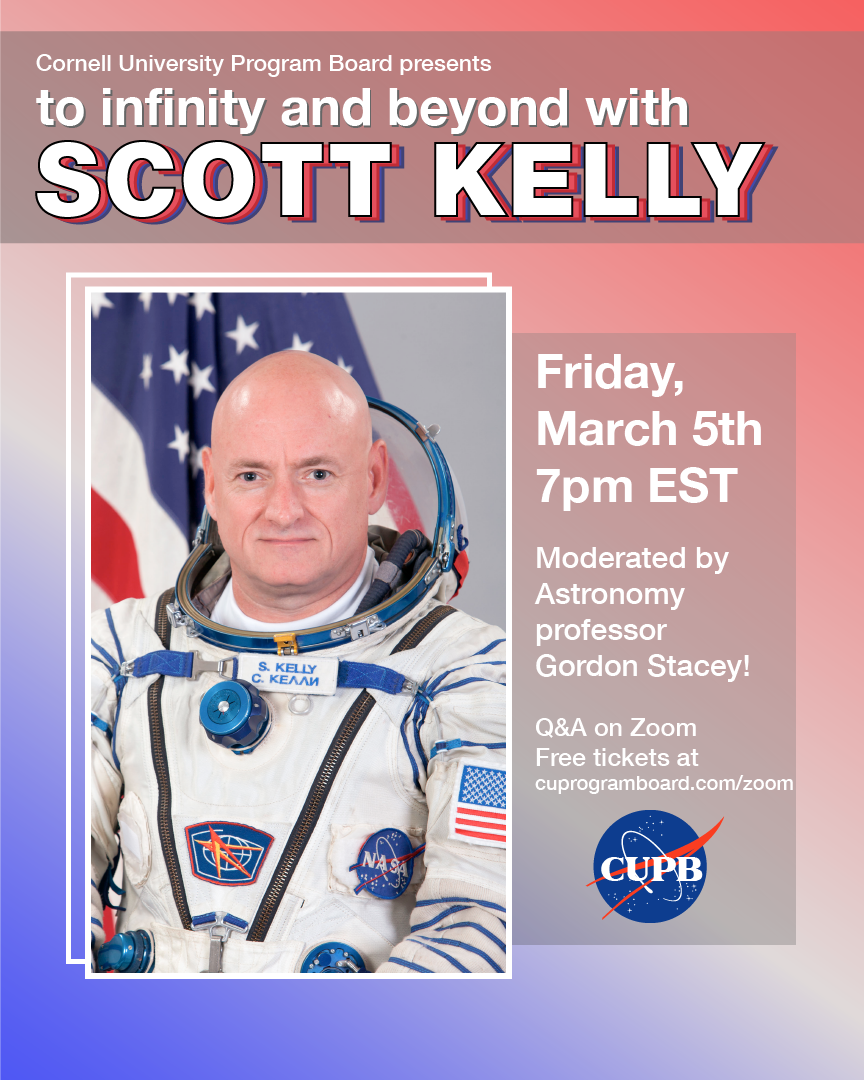 Cornell University Program Board presents
to infinity and beyond with
SCOTT KELLY
Friday,
March 5th
7pm EST
Moderated by
Astronomy
professor
Gordon Stacey!
Q&A on Zoom
Free tickets at
cuprogramboard.com/zoom
S. KELLY
С. КЕЛЛИ
NASA
CUPB